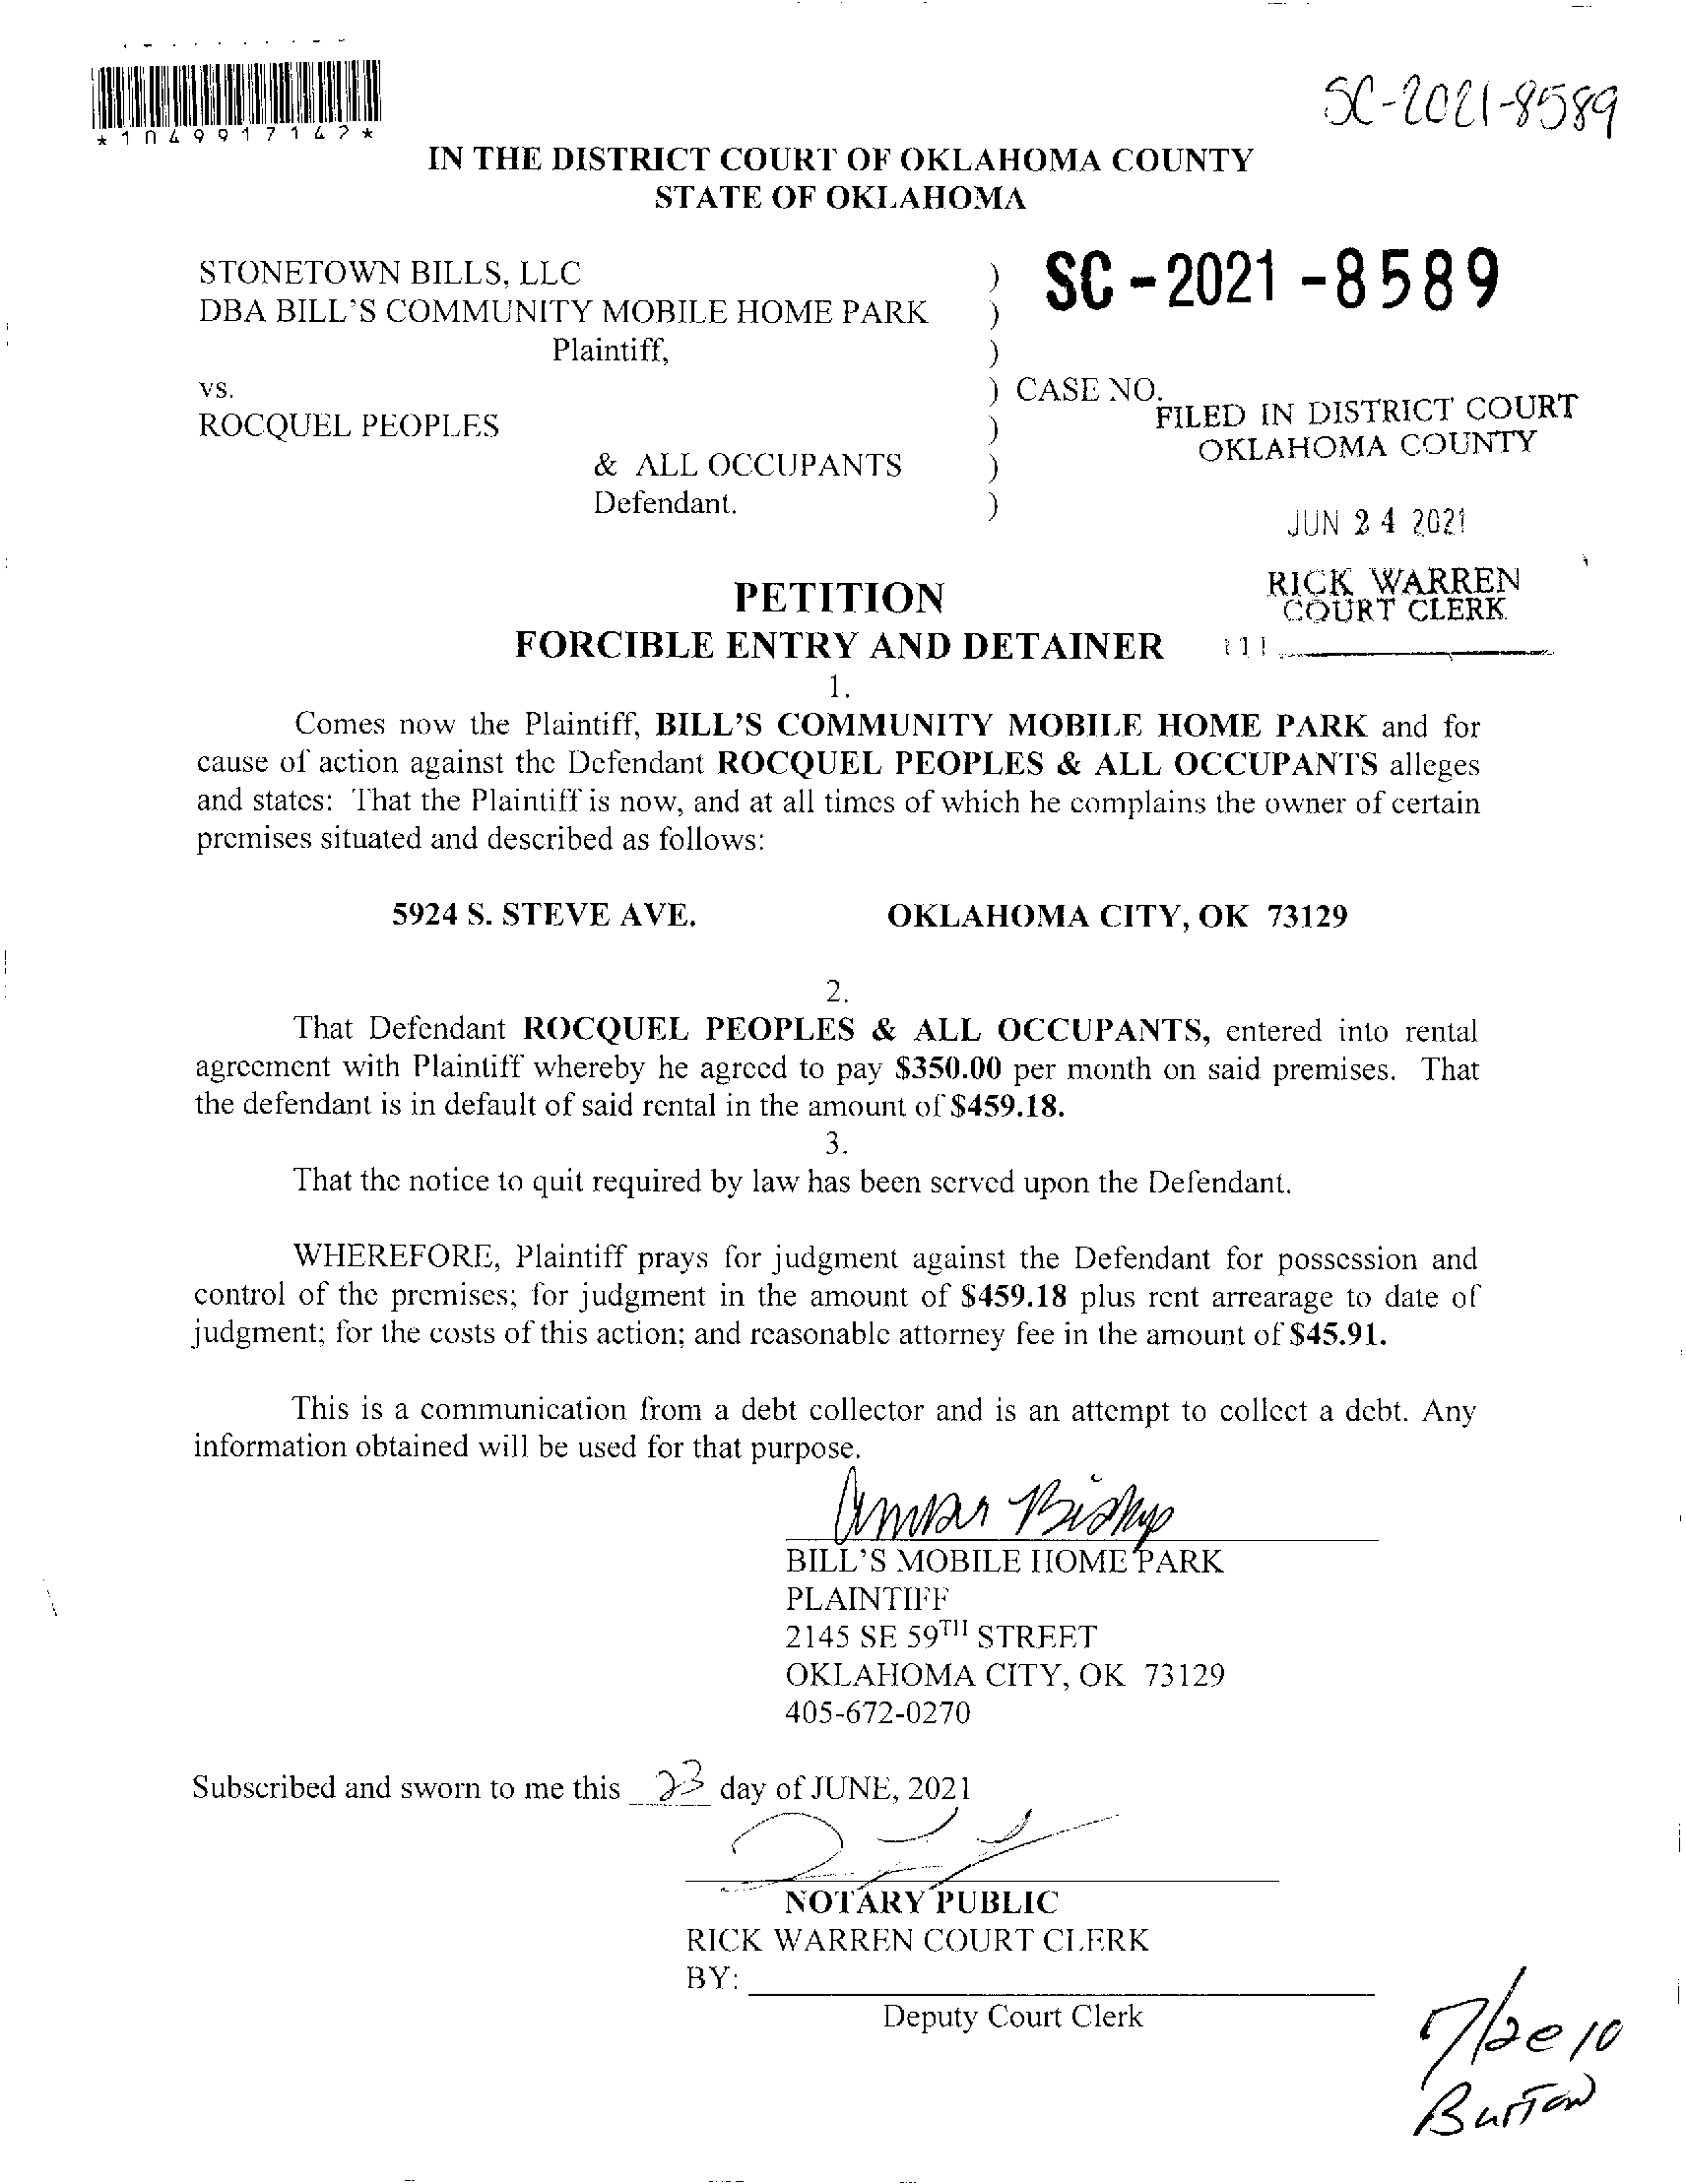 *1049917142*
SC-2021-8589
IN THE DISTRICT COURT OF OKLAHOMA COUNTY
STATE OF OKLAHOMA
STONETOWN BILLS, LLC ) SC-2021-8589
DBA BILL'S COMMUNITY MOBILE HOME PARK )
Plaintiff, )
vs. ) CASE NO.
ROCQUEL PEOPLES )
& ALL OCCUPANTS )
Defendant. )
FILED IN DISTRICT COURT
OKLAHOMA COUNTY
JUN 24 2021
RICK WARREN
COURT CLERK
111
PETITION
FORCIBLE ENTRY AND DETAINER
1.
Comes now the Plaintiff, BILL'S COMMUNITY MOBILE HOME PARK and for
cause of action against the Defendant ROCQUEL PEOPLES & ALL OCCUPANTS alleges
and states: That the Plaintiff is now, and at all times of which he complains the owner of certain
premises situated and described as follows:
5924 S. STEVE AVE. OKLAHOMA CITY, OK 73129
2.
That Defendant ROCQUEL PEOPLES & ALL OCCUPANTS, entered into rental
agreement with Plaintiff whereby he agreed to pay $350.00 per month on said premises. That
the defendant is in default of said rental in the amount of $459.18.
3.
That the notice to quit required by law has been served upon the Defendant.
WHEREFORE, Plaintiff prays for judgment against the Defendant for possession and
control of the premises; for judgment in the amount of $459.18 plus rent arrearage to date of
judgment; for the costs of this action; and reasonable attorney fee in the amount of $45.91.
This is a communication from a debt collector and is an attempt to collect a debt. Any
information obtained will be used for that purpose.
Amber Bishop
BILL'S MOBILE HOME PARK
PLAINTIFF
2145 SE 59TH STREET
OKLAHOMA CITY, OK 73129
405-672-0270
Subscribed and sworn to me this 23 day of JUNE, 2021
NOTARY PUBLIC
RICK WARREN COURT CLERK
BY:
Deputy Court Clerk
10
Burton